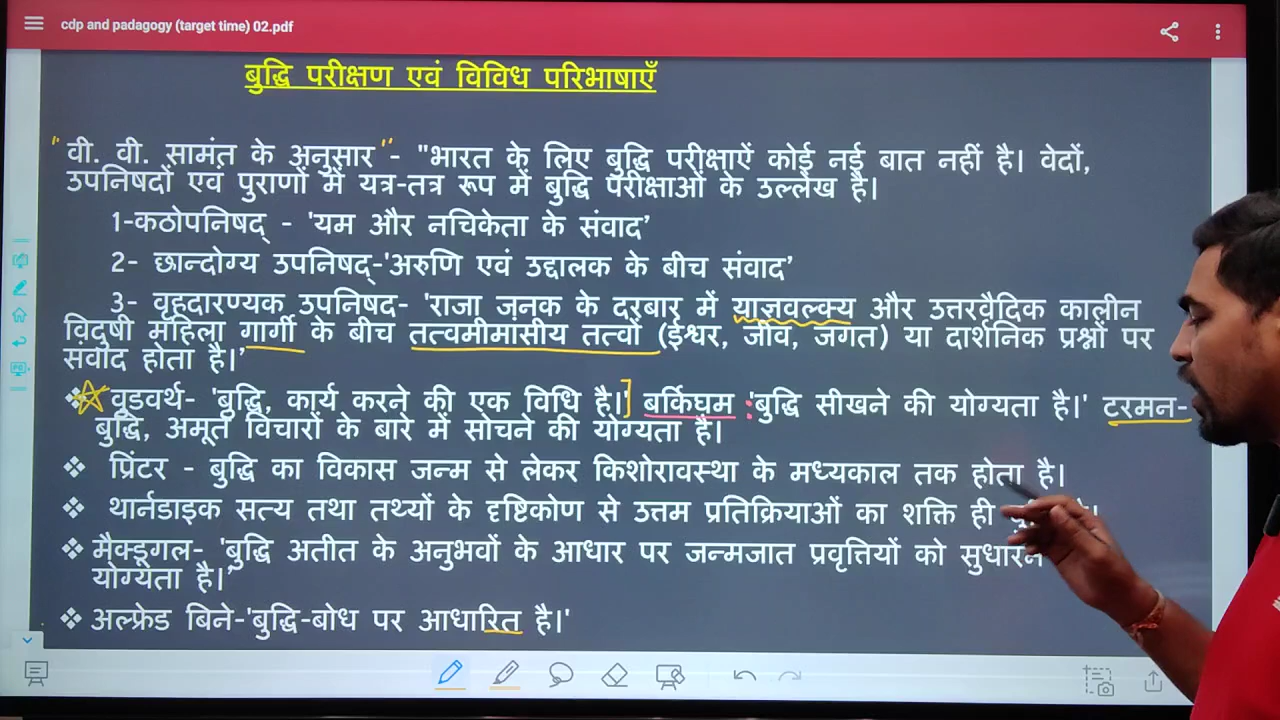 cdp and padagogy (target time) 02.pdf
बुद्धि परीक्षण एवं विविध परिभाषाएँ
" वी. वी. सामंत के अनुसार " - "भारत के लिए बुद्धि परीक्षाऐं कोई नई बात नहीं है। वेदों,
उपनिषदों एवं पुराणों में यत्र-तत्र रूप में बुद्धि परीक्षाओं के उल्लेख है।
1-कठोपनिषद् - 'यम और नचिकेता के संवाद’
2- छान्दोग्य उपनिषद्-'अरुणि एवं उद्दालक के बीच संवाद’
3- वृहदारण्यक उपनिषद- 'राजा जनक के दरबार में याज्ञवल्क्य और उत्तरवैदिक कालीन
विदुषी महिला गार्गी के बीच तत्वमीमांसीय तत्वों (ईश्वर, जीव, जगत) या दार्शनिक प्रश्नों पर
संवाद होता है।’
❖ वुडवर्थ- 'बुद्धि, कार्य करने की एक विधि है।' बर्किघम : 'बुद्धि सीखने की योग्यता है।' टरमन-
बुद्धि, अमूर्त विचारों के बारे में सोचने की योग्यता है।
❖ प्रिंटर - बुद्धि का विकास जन्म से लेकर किशोरावस्था के मध्यकाल तक होता है।
❖ थार्नडाइक सत्य तथा तथ्यों के दृष्टिकोण से उत्तम प्रतिक्रियाओं का शक्ति ही
❖ मैक्डूगल- 'बुद्धि अतीत के अनुभवों के आधार पर जन्मजात प्रवृत्तियों को सुधारने
योग्यता है।’
❖ अल्फ्रेड बिने-'बुद्धि-बोध पर आधारित है।'